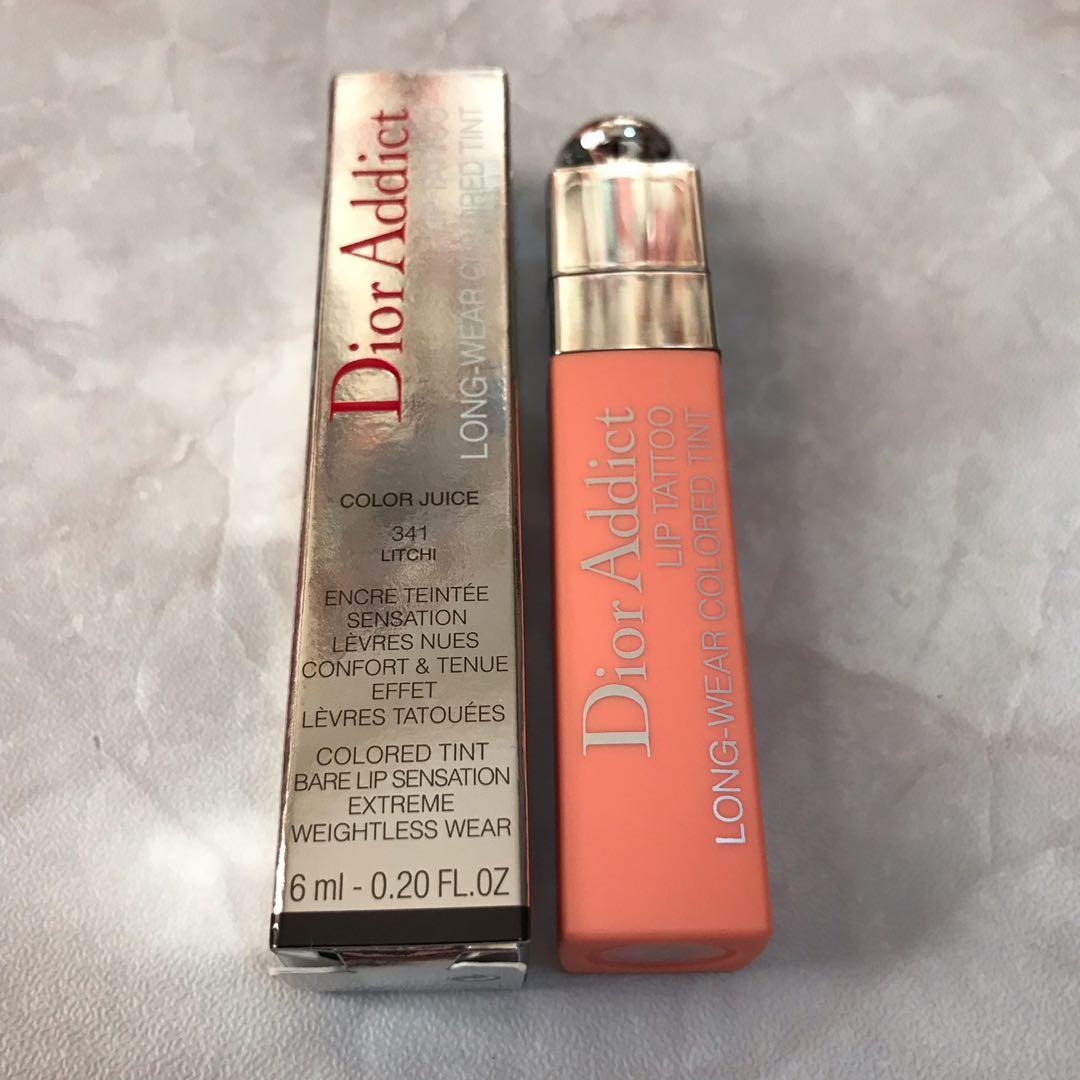 Dior Addict
LIP TATTOO
LONG-WEAR COLORED TINT
COLOR JUICE
341
LITCHI
ENCRE TEINTÉE
SENSATION
LÈVRES NUES
CONFORT & TENUE
EFFET
LÈVRES TATOUÉES
COLORED TINT
BARE LIP SENSATION
EXTREME
WEIGHTLESS WEAR
6 ml - 0.20 FL.OZ
Dior Addict
LIP TATTOO
LONG-WEAR COLORED TINT